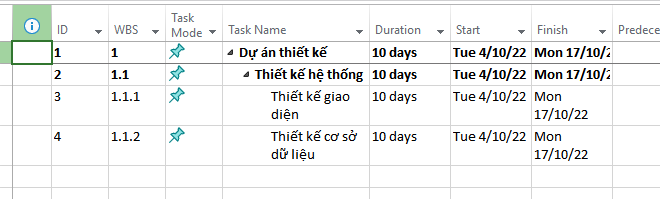 ID WBS Task Mode Task Name Duration Start Finish Predece
1 1 Dự án thiết kế 10 days Tue 4/10/22 Mon 17/10/2
2 1.1 Thiết kế hệ thống 10 days Tue 4/10/22 Mon 17/10/2
3 1.1.1 Thiết kế giao diện 10 days Tue 4/10/22 Mon 17/10/22
4 1.1.2 Thiết kế cơ sở dữ liệu 10 days Tue 4/10/22 Mon 17/10/22